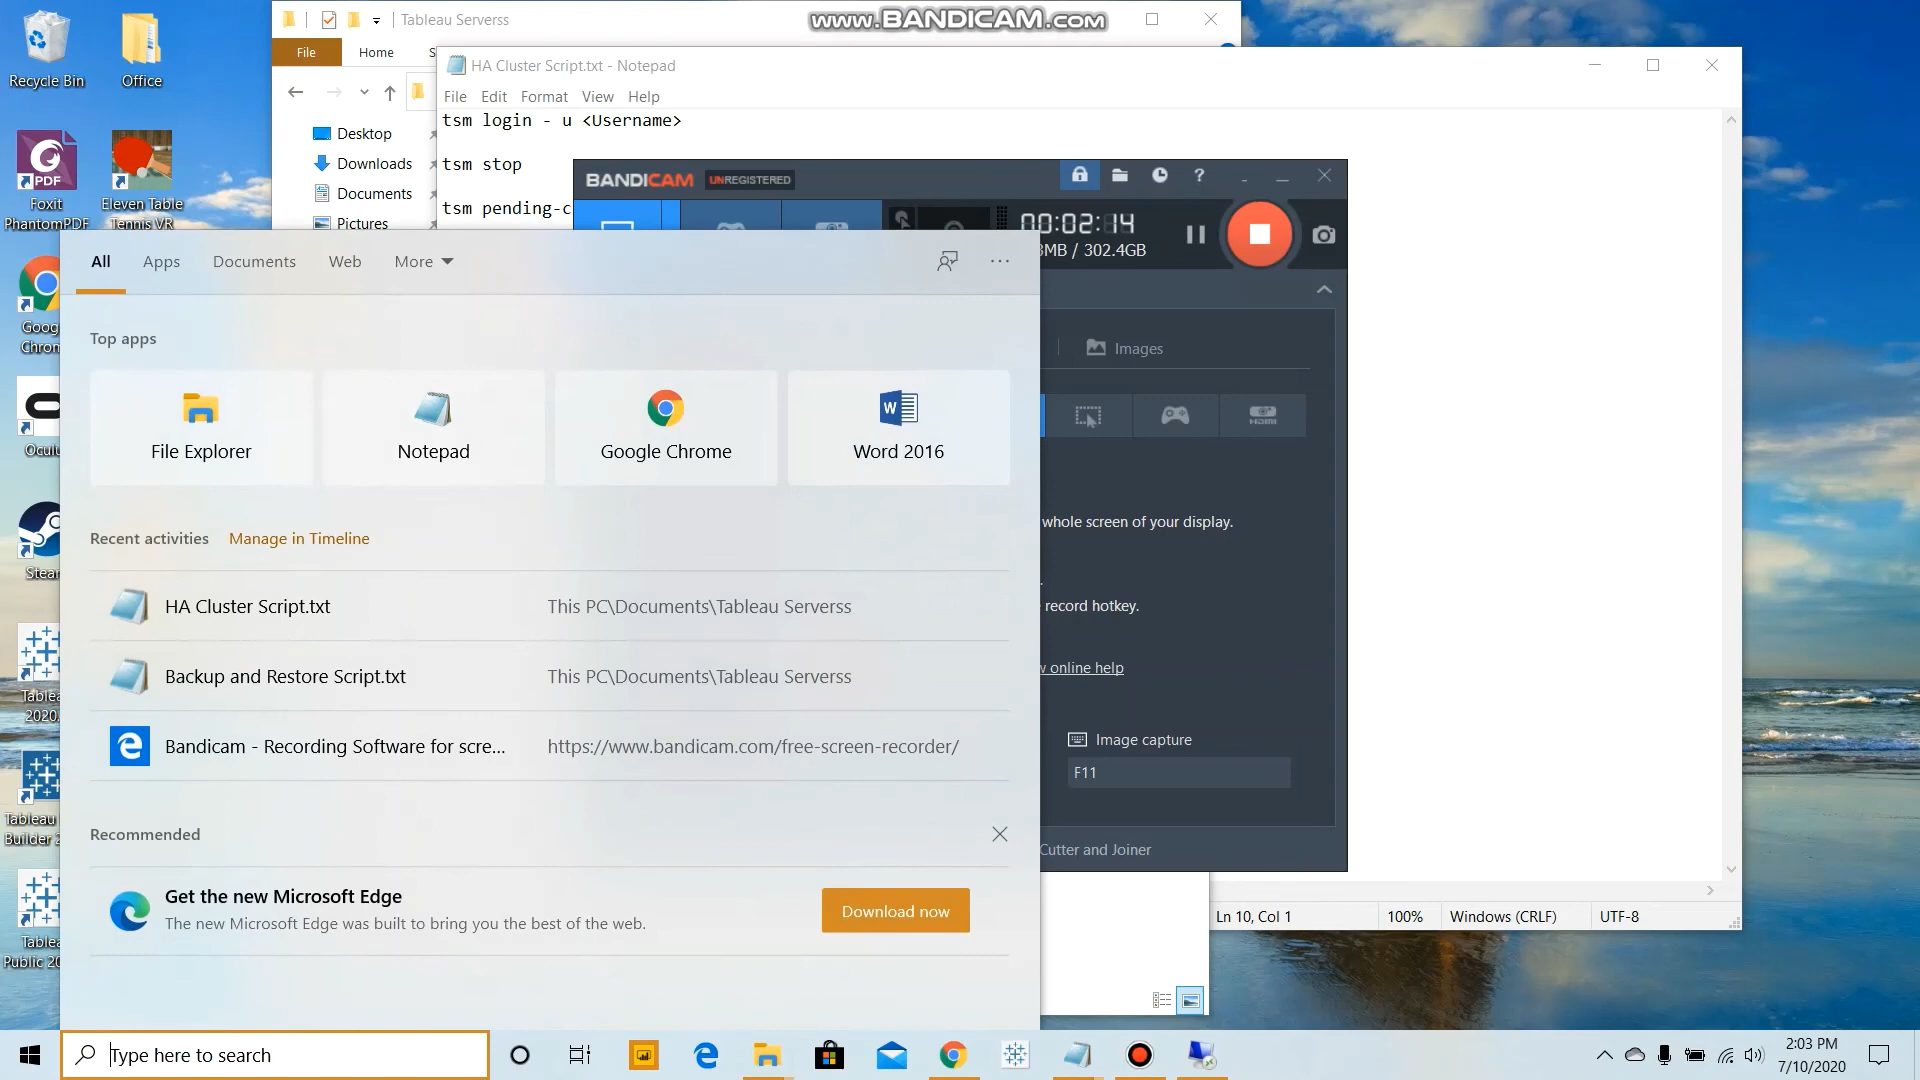 Recycle Bin
Office
Foxit
PhantomPDF
Eleven Table
Tennis VR
Tableau Serverss
www.BANDICAM.com
File
Home
Desktop
Downloads
Documents
Pictures
HA Cluster Script.txt - Notepad
File Edit Format View Help
tsm login - u <Username>
tsm stop
tsm pending-c
BANDICAM UNREGISTERED
00:02:14
MB / 302.4GB
Images
whole screen of your display.
record hotkey.
online help
Image capture
F11
Cutter and Joiner
Ln 10, Col 1
100%
Windows (CRLF)
UTF-8
All
Apps
Documents
Web
More
Top apps
File Explorer
Notepad
Google Chrome
Word 2016
Recent activities Manage in Timeline
HA Cluster Script.txt This PC\Documents\Tableau Serverss
Backup and Restore Script.txt This PC\Documents\Tableau Serverss
Bandicam - Recording Software for scre... https://www.bandicam.com/free-screen-recorder/
Recommended
Get the new Microsoft Edge
The new Microsoft Edge was built to bring you the best of the web.
Download now
Type here to search
2:03 PM
7/10/2020